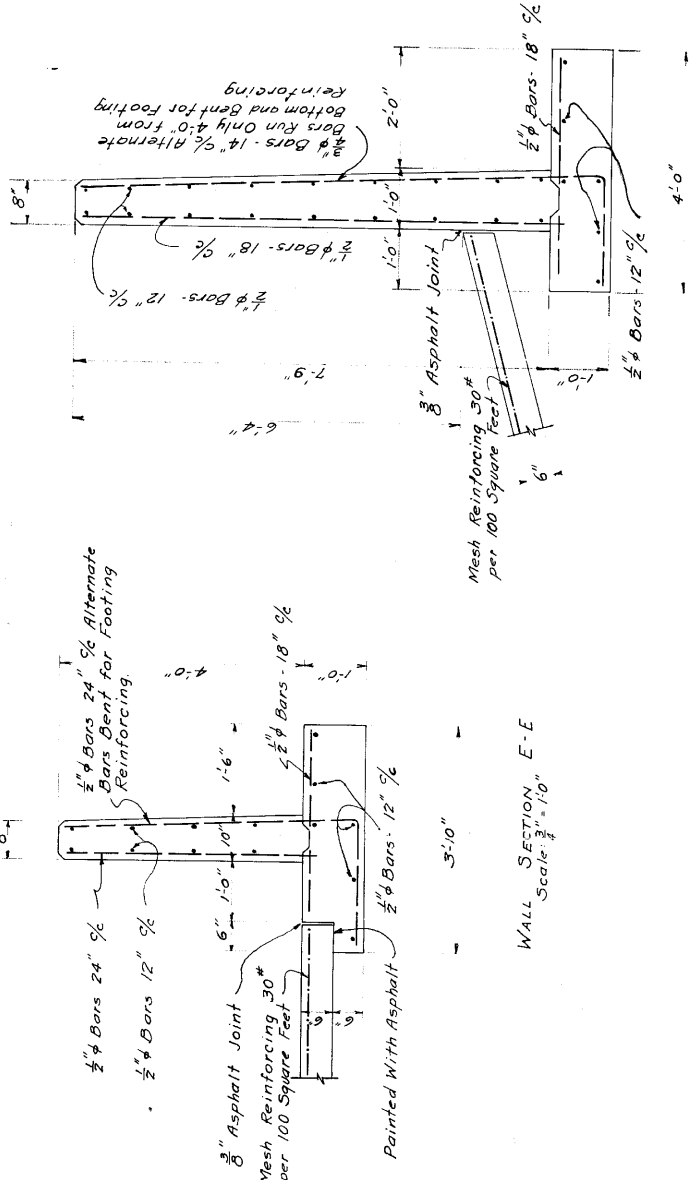 ½"ϕ Bars 24" c/c Alternate
Bars Bent for Footing
Reinforcing.
½"ϕ Bars 24" c/c
½"ϕ Bars 12" c/c
4'-0"
1'-0"
½"ϕ Bars - 18" c/c
1'-6"
10"
1'-0"
6"
⅜" Asphalt Joint
Mesh Reinforcing 30#
per 100 Square Feet
6"
6"
Painted With Asphalt
½"ϕ Bars - 12" c/c
3'-10"
WALL SECTION E-E
Scale: ¾" = 1'-0"
8"
¾"ϕ Bars - 14" c/c Alternate
Bars Run Only 4'-0" from
Bottom and Bent for Footing
Reinforcing
½"ϕ Bars - 18" c/c
½"ϕ Bars - 12" c/c
7'-9"
6'-4"
2'-0"
1'-0"
1'-0"
½"ϕ Bars - 18" c/c
⅜" Asphalt Joint
Mesh Reinforcing 30#
per 100 Square Feet
6"
1'-0"
½"ϕ Bars - 12" c/c
4'-0"